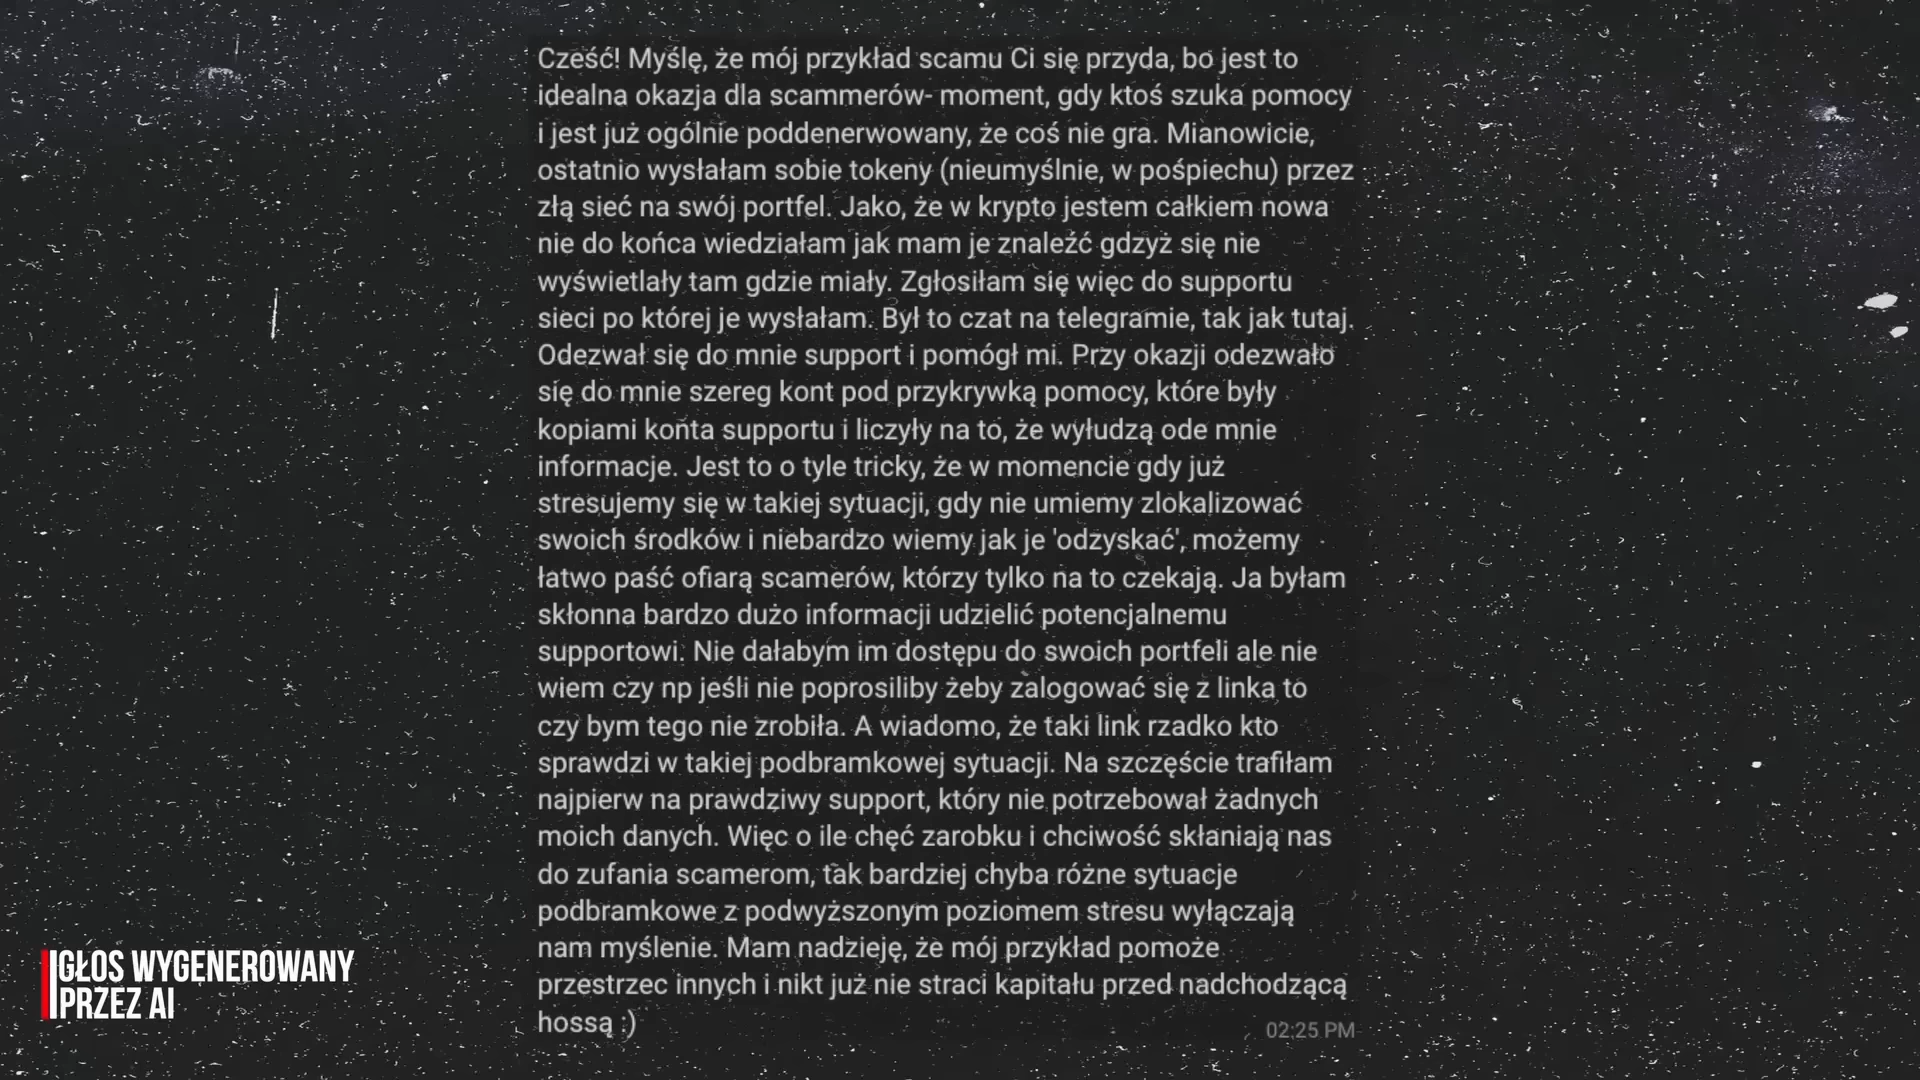 Cześć! Myślę, że mój przykład scamu Ci się przyda, bo jest to
idealna okazja dla scammerów- moment, gdy ktoś szuka pomocy
i jest już ogólnie poddenerwowany, że coś nie gra. Mianowicie,
ostatnio wysłałam sobie tokeny (nieumyślnie, w pośpiechu) przez
złą sieć na swój portfel. Jako, że w krypto jestem całkiem nowa
nie do końca wiedziałam jak mam je znaleźć gdzyż się nie
wyświetlały tam gdzie miały. Zgłosiłam się więc do supportu
sieci po której je wysłałam. Był to czat na telegramie, tak jak tutaj.
Odezwał się do mnie support i pomógł mi. Przy okazji odezwało
się do mnie szereg kont pod przykrywką pomocy, które były
kopiami konta supportu i liczyły na to, że wyłudzą ode mnie
informacje. Jest to o tyle tricky, że w momencie gdy już
stresujemy się w takiej sytuacji, gdy nie umiemy zlokalizować
swoich środków i niebardzo wiemy jak je 'odzyskać', możemy
łatwo paść ofiarą scamerów, którzy tylko na to czekają. Ja byłam
skłonna bardzo dużo informacji udzielić potencjalnemu
supportowi. Nie dałabym im dostępu do swoich portfeli ale nie
wiem czy np jeśli nie poprosiliby żeby zalogować się z linka to
czy bym tego nie zrobiła. A wiadomo, że taki link rzadko kto
sprawdzi w takiej podbramkowej sytuacji. Na szczęście trafiłam
najpierw na prawdziwy support, który nie potrzebował żadnych
moich danych. Więc o ile chęć zarobku i chciwość skłaniają nas
do zufania scamerom, tak bardziej chyba różne sytuacje
podbramkowe z podwyższonym poziomem stresu wyłączają
nam myślenie. Mam nadzieję, że mój przykład pomoże
przestrzec innych i nikt już nie straci kapitału przed nadchodzącą
hossą :)
02:25 PM
GŁOS WYGENEROWANY
PRZEZ AI